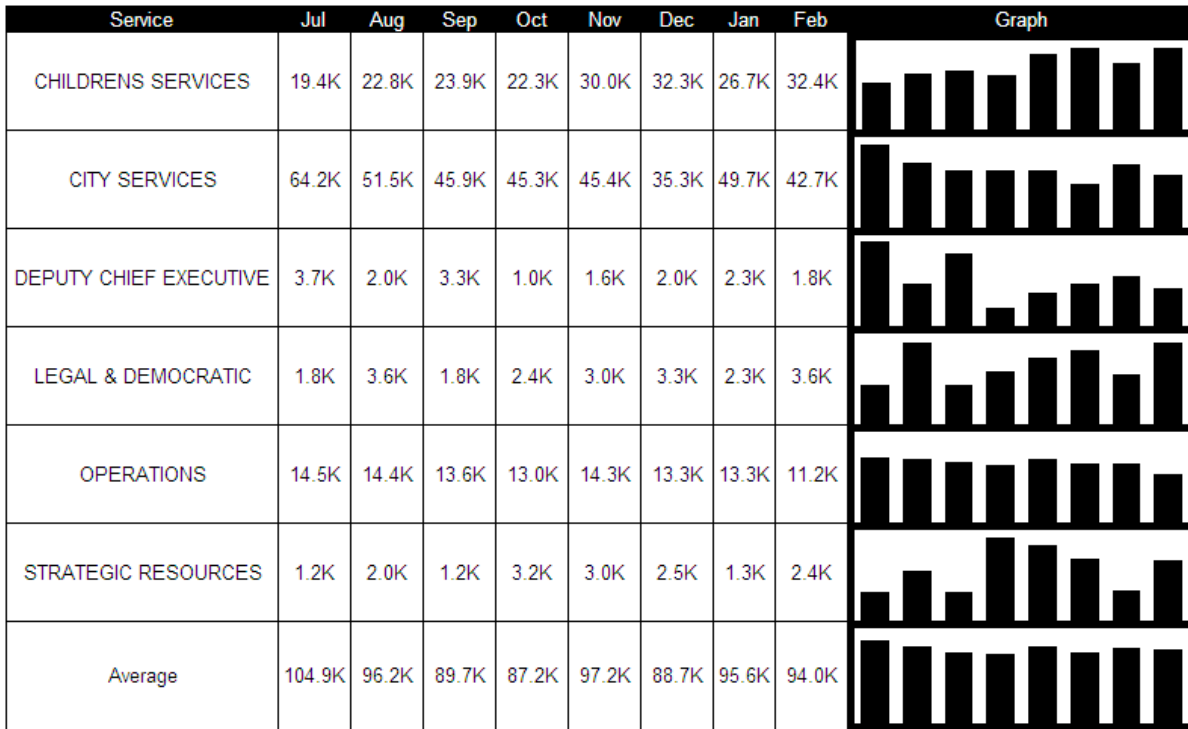 Service Jul Aug Sep Oct Nov Dec Jan Feb Graph
CHILDRENS SERVICES 19.4K 22.8K 23.9K 22.3K 30.0K 32.3K 26.7K 32.4K
CITY SERVICES 64.2K 51.5K 45.9K 45.3K 45.4K 35.3K 49.7K 42.7K
DEPUTY CHIEF EXECUTIVE 3.7K 2.0K 3.3K 1.0K 1.6K 2.0K 2.3K 1.8K
LEGAL & DEMOCRATIC 1.8K 3.6K 1.8K 2.4K 3.0K 3.3K 2.3K 3.6K
OPERATIONS 14.5K 14.4K 13.6K 13.0K 14.3K 13.3K 13.3K 11.2K
STRATEGIC RESOURCES 1.2K 2.0K 1.2K 3.2K 3.0K 2.5K 1.3K 2.4K
Average 104.9K 96.2K 89.7K 87.2K 97.2K 88.7K 95.6K 94.0K